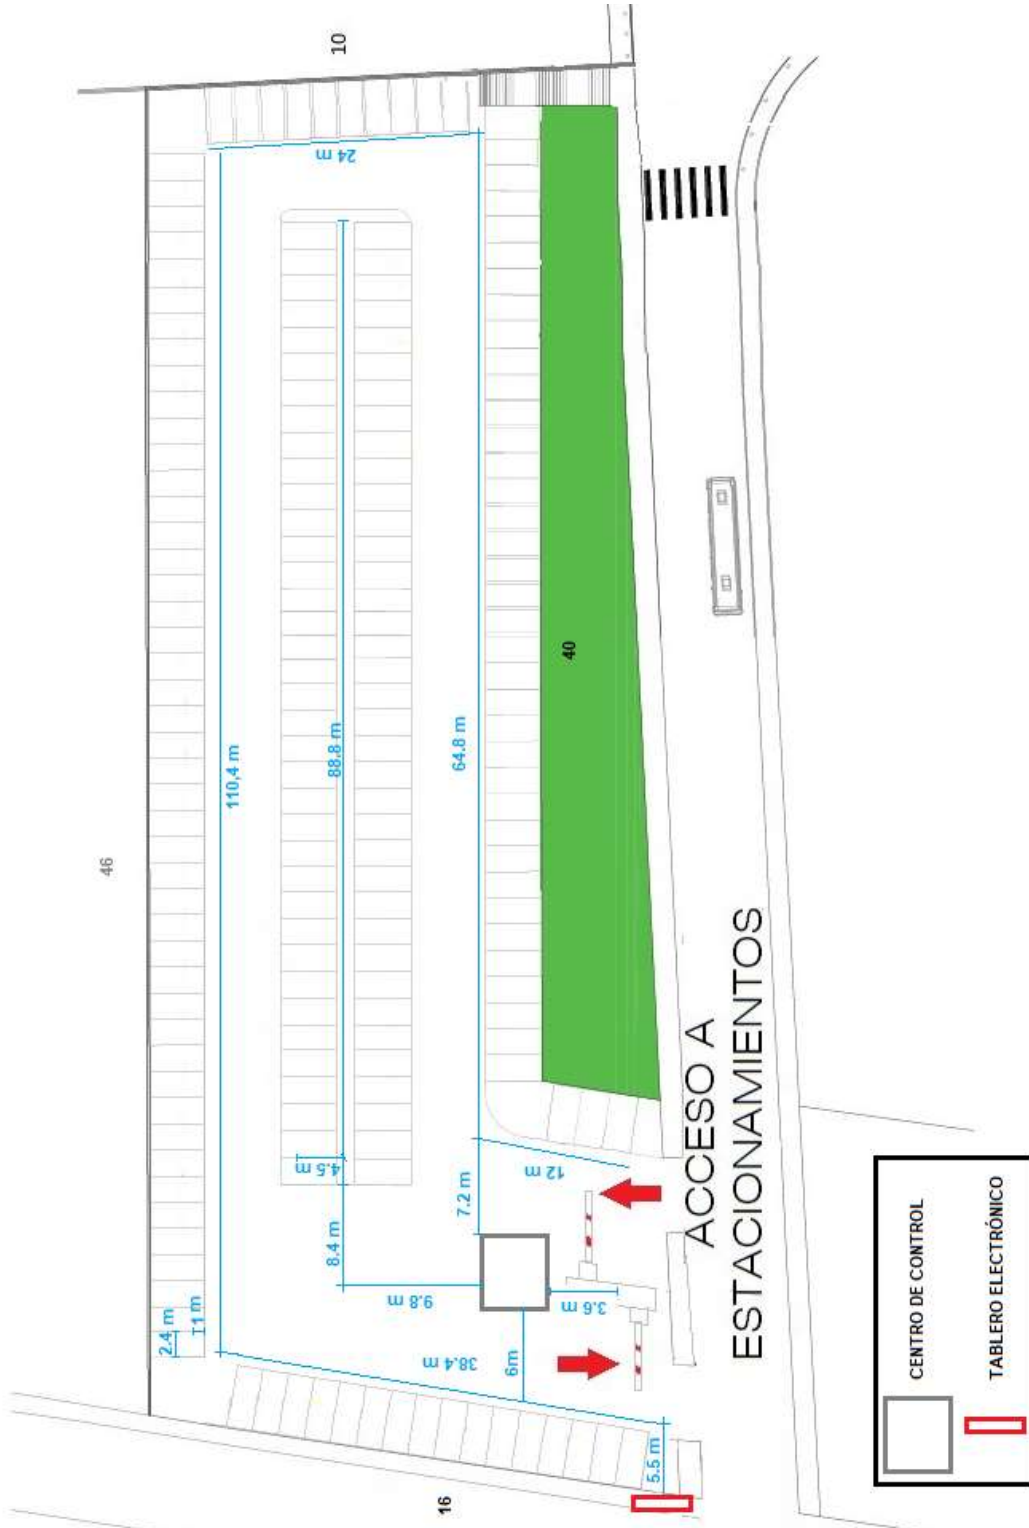 10
24 m
46
110,4 m
88.8 m
64.8 m
40
4.5 m
12 m
7.2 m
8.4 m
9.8 m
3.6 m
2.4 m
1 m
38.4 m
6m
5.5 m
16
ACCESO A
ESTACIONAMIENTOS
CENTRO DE CONTROL
TABLERO ELECTRÓNICO